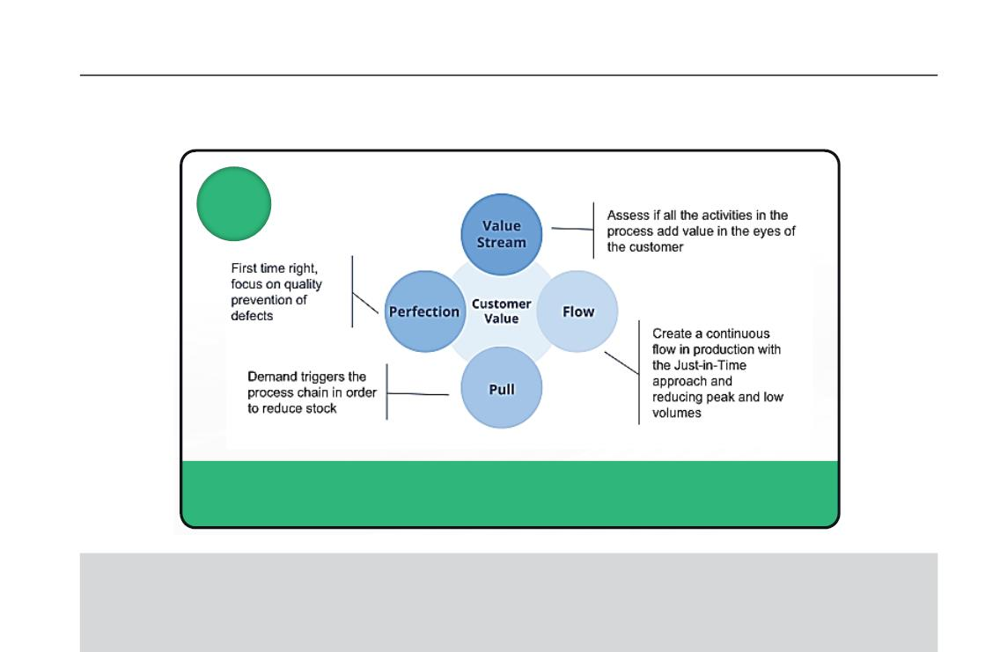 Value
Stream
Assess if all the activities in the
process add value in the eyes of
the customer
First time right,
focus on quality
prevention of
defects
Perfection
Customer
Value
Flow
Create a continuous
flow in production with
the Just-in-Time
approach and
reducing peak and low
volumes
Demand triggers the
process chain in order
to reduce stock
Pull